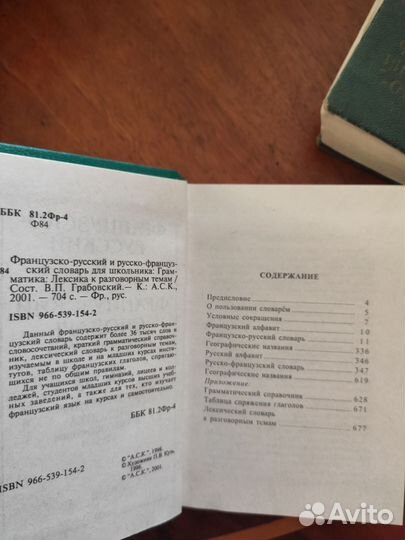 ББК 81.2Фр-4
Ф84
Французско-русский и русско-француз-
84 ский словарь для школьника: Грам-
матика: Лексика к разговорным темам /
Сост. В.П. Грабовский.— К.: А.С.К.,
2001. — 704 с. — Фр., рус.
ISBN 966-539-154-2
Данный французско-русский и русско-фран-
цузский словарь содержит более 36 тысяч слов и
словосочетаний, краткий грамматический справоч-
ник, лексический словарь к разговорным темам,
изучаемым в школе и на младших курсах инсти-
тутов, таблицу французских глаголов, спрягаю-
щихся не по общим правилам.
Для учащихся школ, гимназий, лицеев и кол-
леджей, студентов младших курсов высших учеб-
ных заведений, а также для тех, кто изучает
французский язык на курсах и самостоятельно.
ББК 81.2Фр-4
© "А.С.К.", 1998.
© Художник П.В.
1998.
© "А.С.К.", 2001.
ISBN 966-539-154-2
СОДЕРЖАНИЕ
Предисловие 4
О пользовании словарём 5
Условные сокращения 7
Французский алфавит 10
Французско-русский словарь 11
Географические названия 336
Русский алфавит 346
Русско-французский словарь 347
Географические названия 619
Приложение
Грамматический справочник 628
Таблица спряжения глаголов 671
Лексический словарь
к разговорным темам 677
Avito